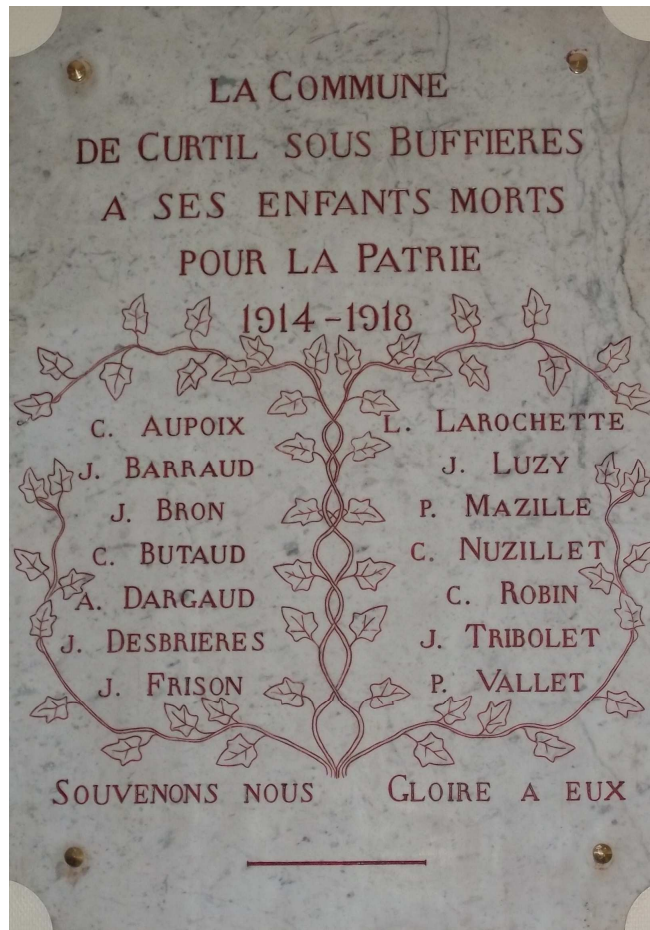 LA COMMUNE
DE CURTIL SOUS BUFFIERES
A SES ENFANTS MORTS
POUR LA PATRIE
1914-1918
C. AUPOIX
J. BARRAUD
J. BRON
C. BUTAUD
A. DARGAUD
J. DESBRIERES
J. FRISON
L. LAROCHETTE
J. LUZY
P. MAZILLE
C. NUZILLET
C. ROBIN
J. TRIBOLET
P. VALLET
SOUVENONS NOUS GLOIRE A EUX